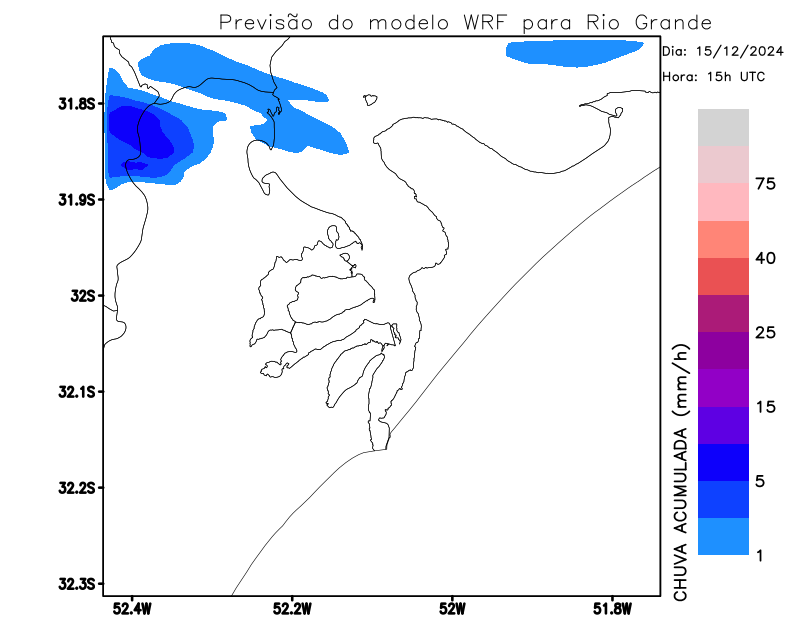 Previsão do modelo WRF para Rio Grande
Dia: 15/12/2024
Hora: 15h UTC
31.8S
31.9S
32S
32.1S
32.2S
32.3S
52.4W
52.2W
52W
51.8W
CHUVA ACUMULADA (mm/h)
75
40
25
15
5
1